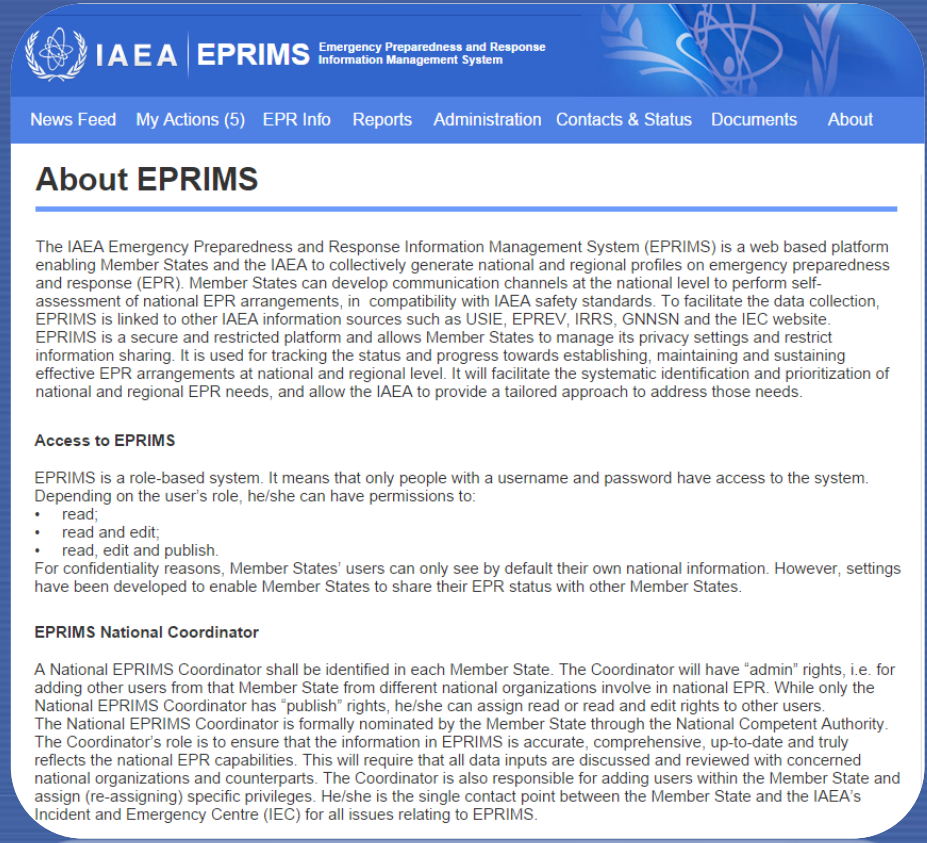 IAEA EPRIMS Emergency Preparedness and Response
Information Management System
News Feed My Actions (5) EPR Info Reports Administration Contacts & Status Documents About
About EPRIMS
The IAEA Emergency Preparedness and Response Information Management System (EPRIMS) is a web based platform
enabling Member States and the IAEA to collectively generate national and regional profiles on emergency preparedness
and response (EPR). Member States can develop communication channels at the national level to perform self-
assessment of national EPR arrangements, in compatibility with IAEA safety standards. To facilitate the data collection,
EPRIMS is linked to other IAEA information sources such as USIE, EPREV, IRRS, GNNSN and the IEC website.
EPRIMS is a secure and restricted platform and allows Member States to manage its privacy settings and restrict
information sharing. It is used for tracking the status and progress towards establishing, maintaining and sustaining
effective EPR arrangements at national and regional level. It will facilitate the systematic identification and prioritization of
national and regional EPR needs, and allow the IAEA to provide a tailored approach to address those needs.
Access to EPRIMS
EPRIMS is a role-based system. It means that only people with a username and password have access to the system.
Depending on the user's role, he/she can have permissions to:
• read;
• read and edit;
• read, edit and publish.
For confidentiality reasons, Member States' users can only see by default their own national information. However, settings
have been developed to enable Member States to share their EPR status with other Member States.
EPRIMS National Coordinator
A National EPRIMS Coordinator shall be identified in each Member State. The Coordinator will have “admin” rights, i.e. for
adding other users from that Member State from different national organizations involve in national EPR. While only the
National EPRIMS Coordinator has “publish” rights, he/she can assign read or read and edit rights to other users.
The National EPRIMS Coordinator is formally nominated by the Member State through the National Competent Authority.
The Coordinator's role is to ensure that the information in EPRIMS is accurate, comprehensive, up-to-date and truly
reflects the national EPR capabilities. This will require that all data inputs are discussed and reviewed with concerned
national organizations and counterparts. The Coordinator is also responsible for adding users within the Member State and
assign (re-assigning) specific privileges. He/she is the single contact point between the Member State and the IAEA's
Incident and Emergency Centre (IEC) for all issues relating to EPRIMS.